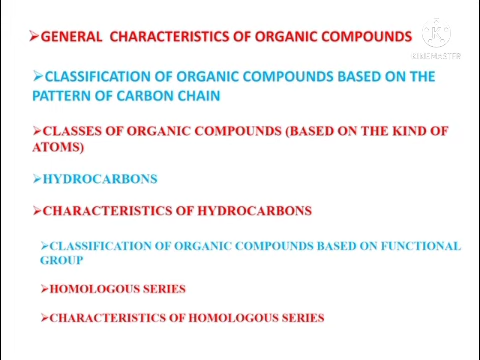 ➢GENERAL CHARACTERISTICS OF ORGANIC COMPOUNDS
KINEMASTER
➢CLASSIFICATION OF ORGANIC COMPOUNDS BASED ON THE
PATTERN OF CARBON CHAIN
➢CLASSES OF ORGANIC COMPOUNDS (BASED ON THE KIND OF
ATOMS)
➢HYDROCARBONS
➢CHARACTERISTICS OF HYDROCARBONS
➢CLASSIFICATION OF ORGANIC COMPOUNDS BASED ON FUNCTIONAL
GROUP
➢HOMOLOGOUS SERIES
➢CHARACTERISTICS OF HOMOLOGOUS SERIES